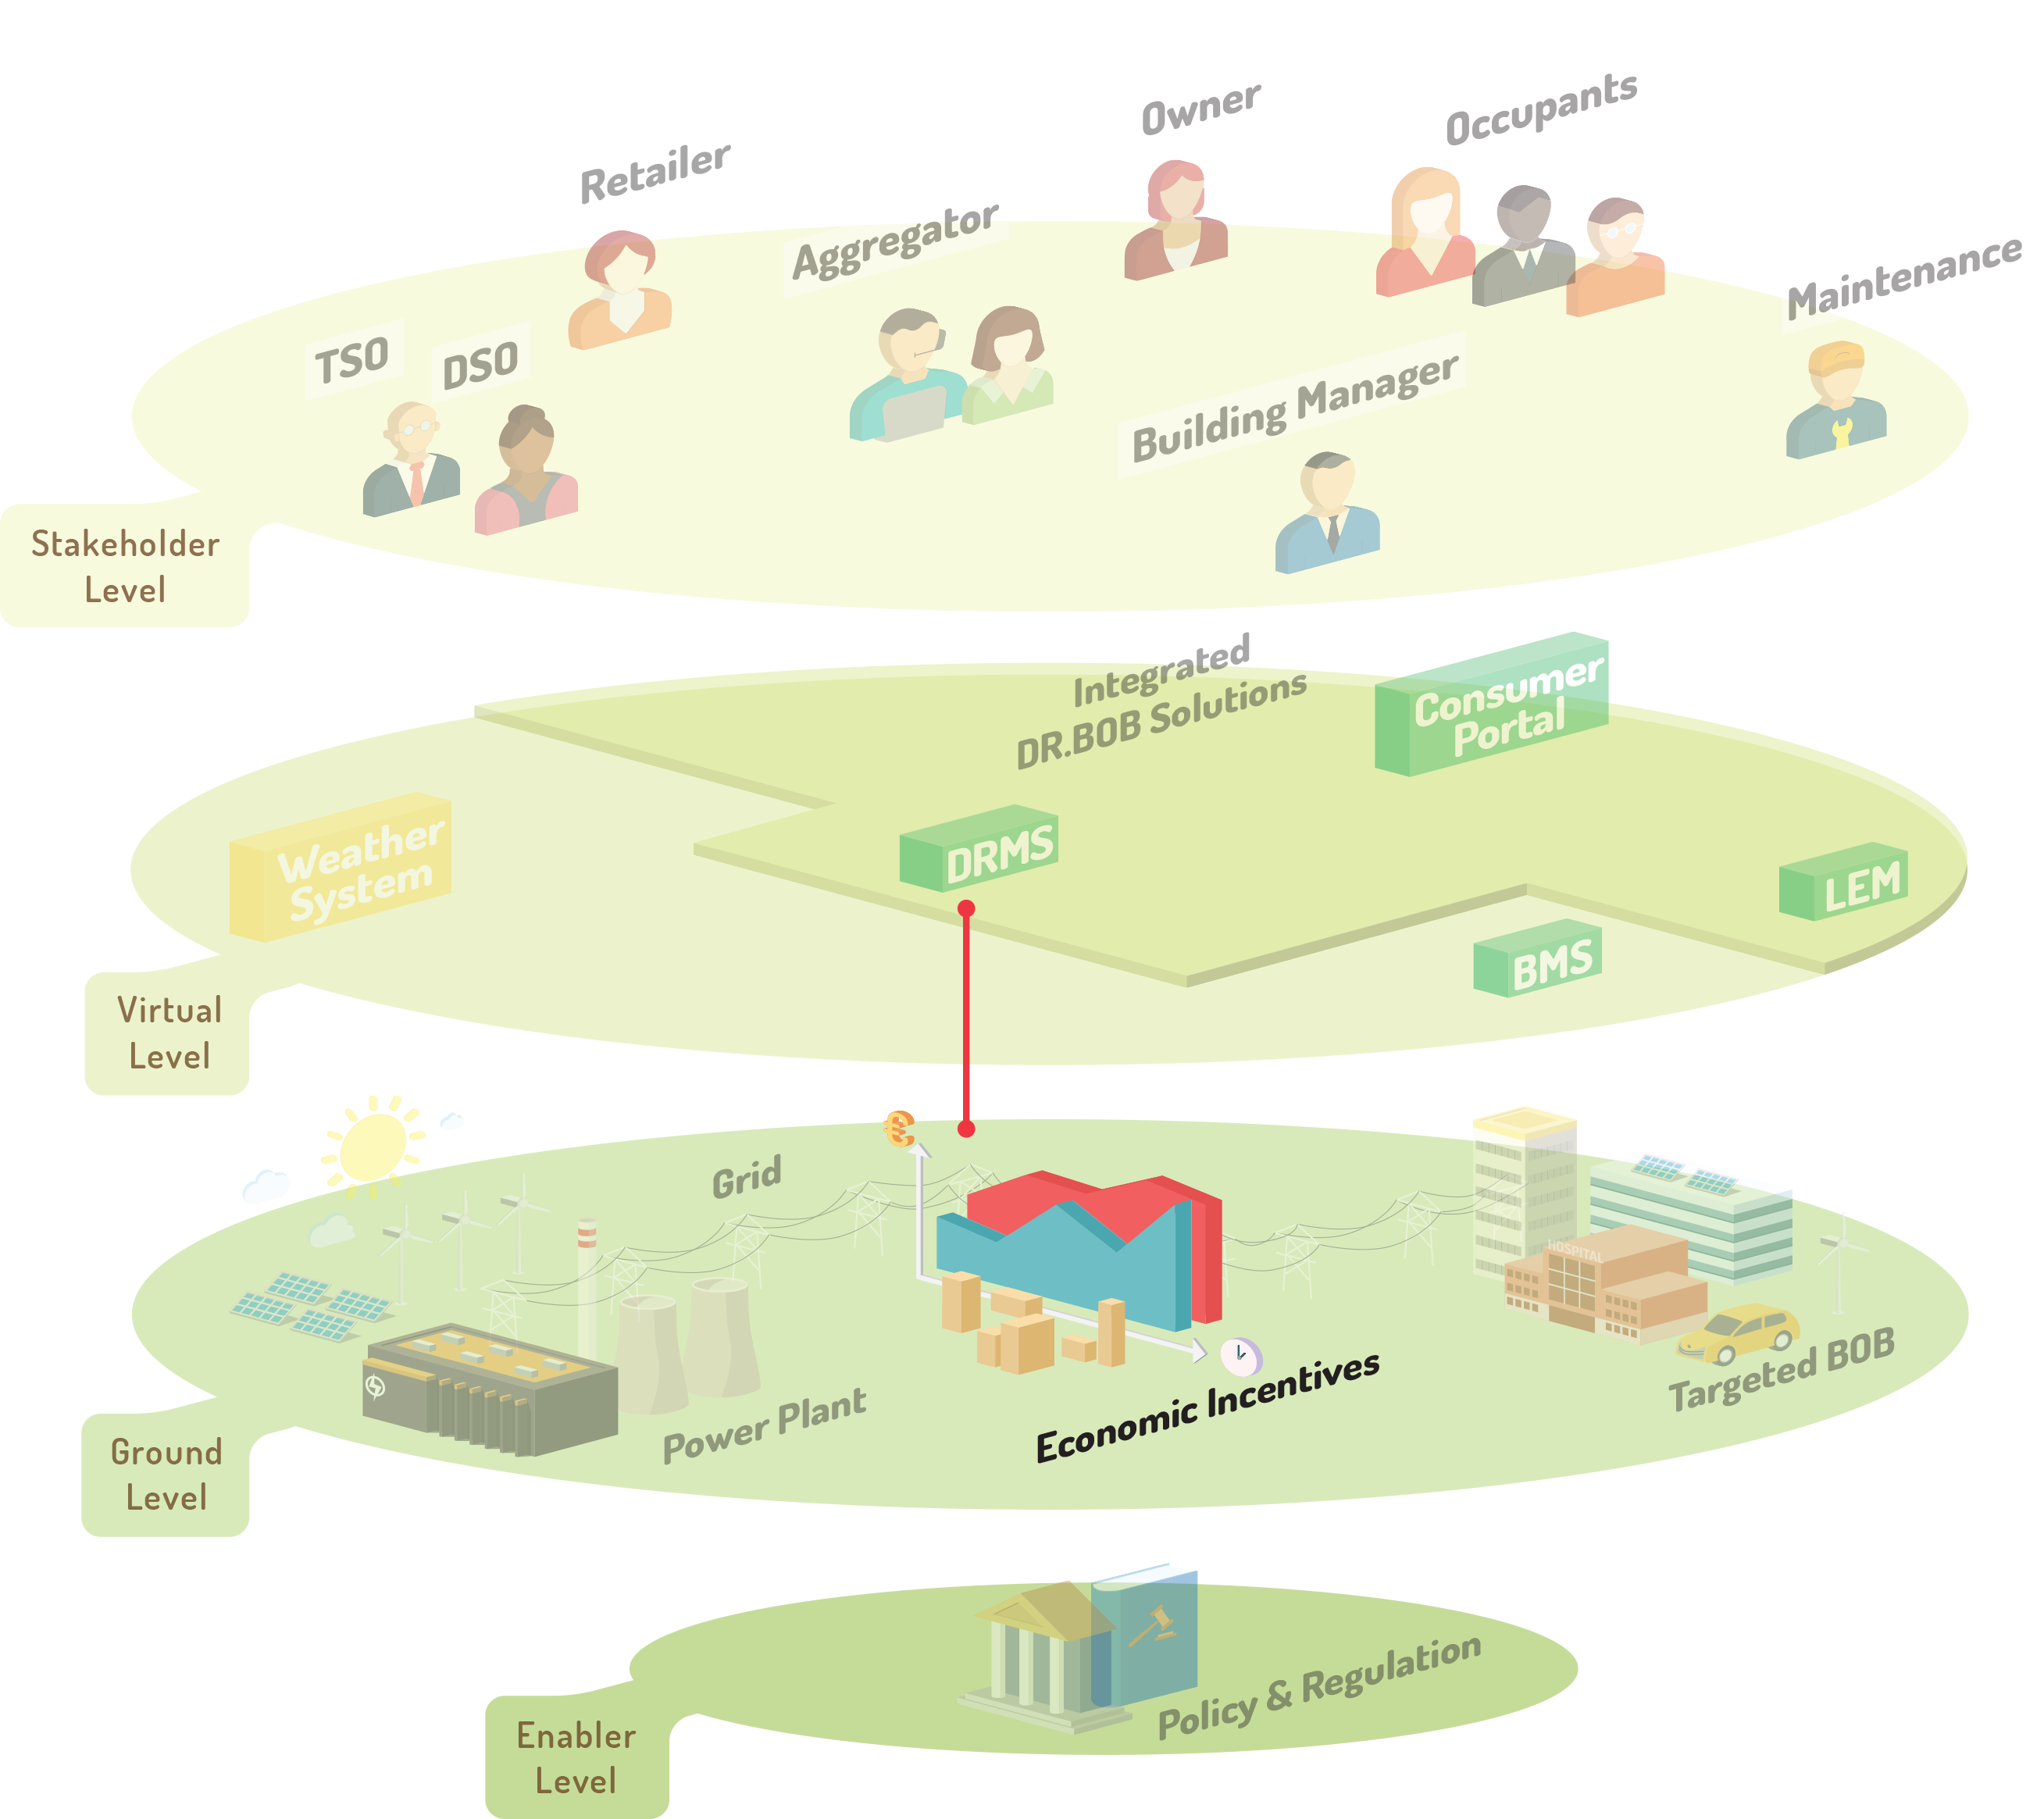 Owner
Occupants
Retailer
Aggregator
Maintenance
TSO
DSO
Building Manager
Stakeholder
Level
Integrated
DR.BOB Solutions
Consumer
Portal
Weather
System
DRMS
LEM
BMS
Virtual
Level
€
Grid
HOSPITAL
Targeted BOB
Economic Incentives
Power Plant
Ground
Level
Policy & Regulation
Enabler
Level